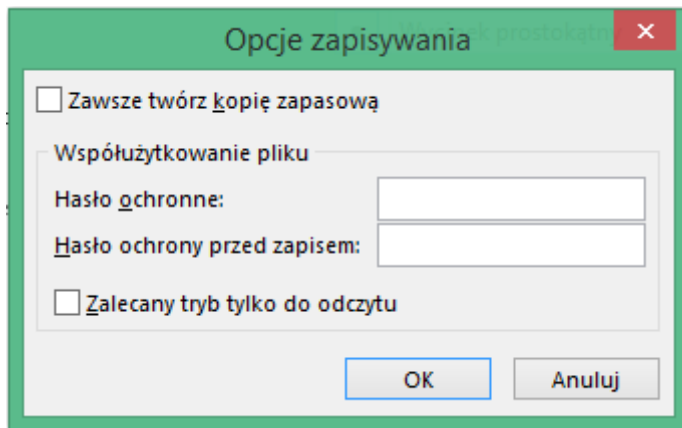 Opcje zapisywania
Zawsze twórz kopię zapasową
Współużytkowanie pliku
Hasło ochronne:
Hasło ochrony przed zapisem:
Zalecany tryb tylko do odczytu
OK Anuluj